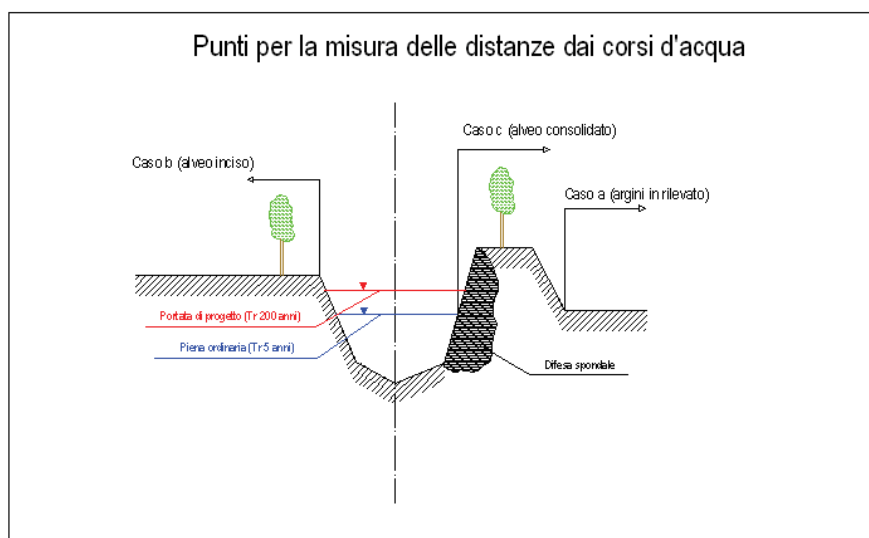 Punti per la misura delle distanze dai corsi d'acqua
Caso c (alveo consolidato)
Caso b (alveo inciso)
Caso a (argini in rilevato)
Portata di progetto (Tr 200 anni)
Piena ordinaria (Tr 5 anni)
Difesa spondale